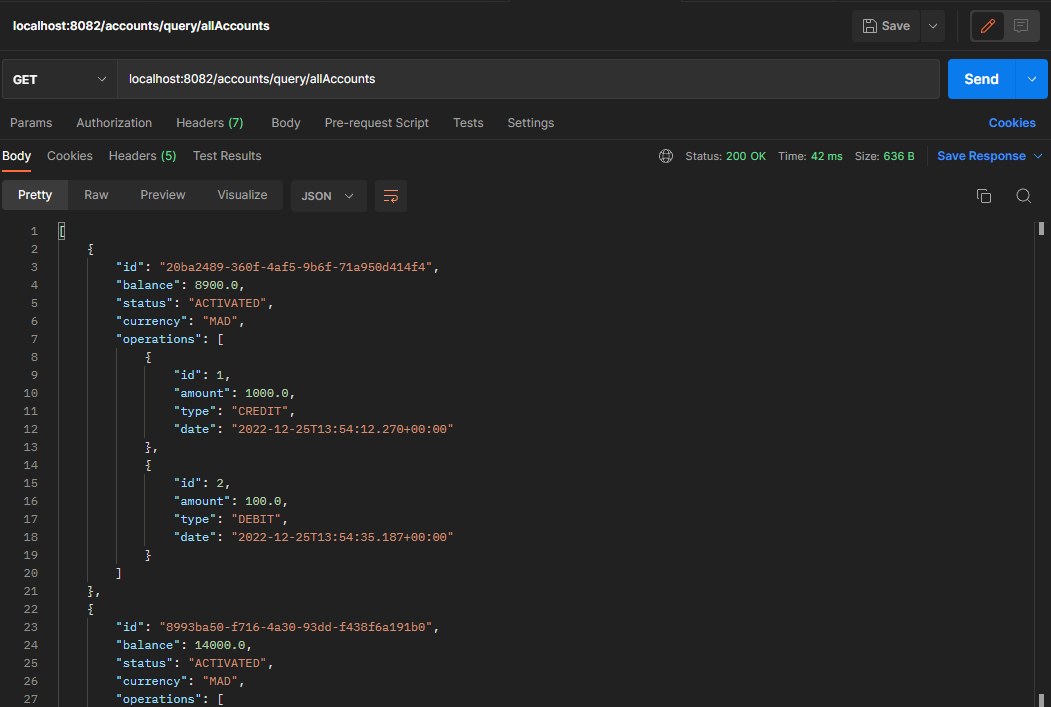 localhost:8082/accounts/query/allAccounts Save
GET localhost:8082/accounts/query/allAccounts Send
Params Authorization Headers (7) Body Pre-request Script Tests Settings Cookies
Body Cookies Headers (5) Test Results Status: 200 OK Time: 42 ms Size: 636 B Save Response
Pretty Raw Preview Visualize JSON
1 [
2 {
3 "id": "20ba2489-360f-4af5-9b6f-71a950d414f4",
4 "balance": 8900.0,
5 "status": "ACTIVATED",
6 "currency": "MAD",
7 "operations": [
8 {
9 "id": 1,
10 "amount": 1000.0,
11 "type": "CREDIT",
12 "date": "2022-12-25T13:54:12.270+00:00"
13 },
14 {
15 "id": 2,
16 "amount": 100.0,
17 "type": "DEBIT",
18 "date": "2022-12-25T13:54:35.187+00:00"
19 }
20 ]
21 },
22 {
23 "id": "8993ba50-f716-4a30-93dd-f438f6a191b0",
24 "balance": 14000.0,
25 "status": "ACTIVATED",
26 "currency": "MAD",
27 "operations": [